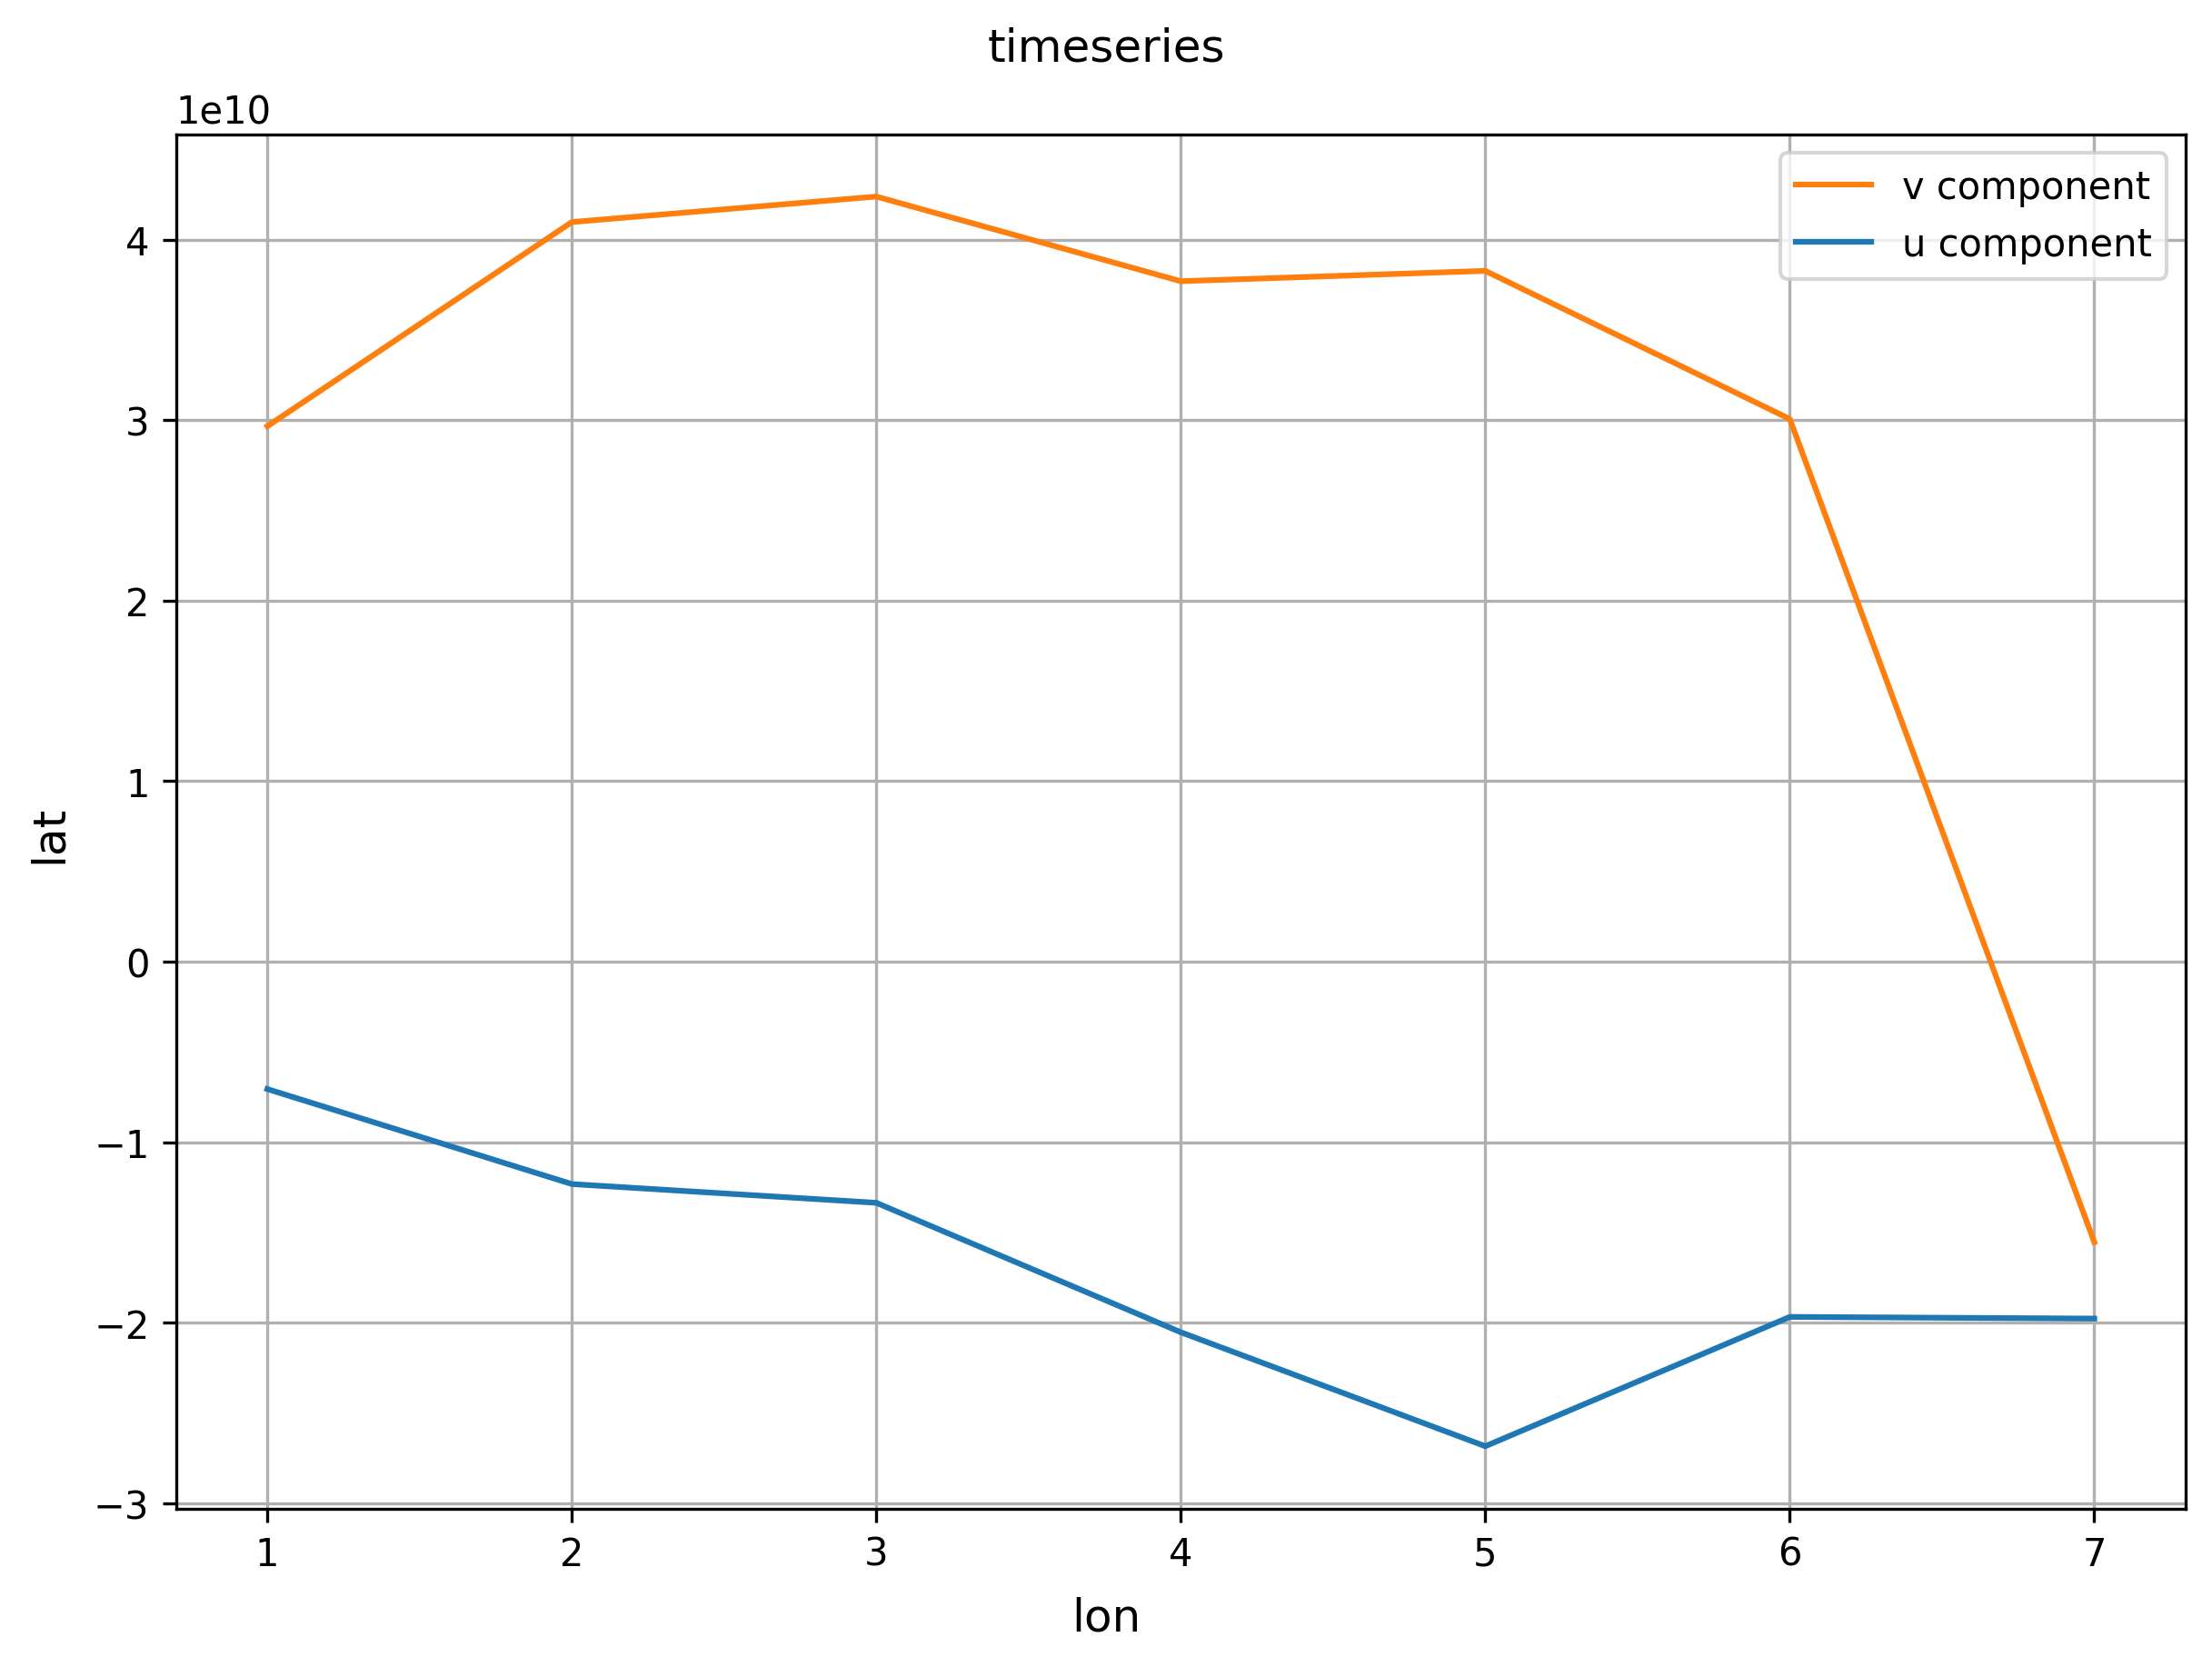 timeseries
1e10
v component
u component
4
3
2
1
0
−1
−2
−3
lat
1 2 3 4 5 6 7
lon